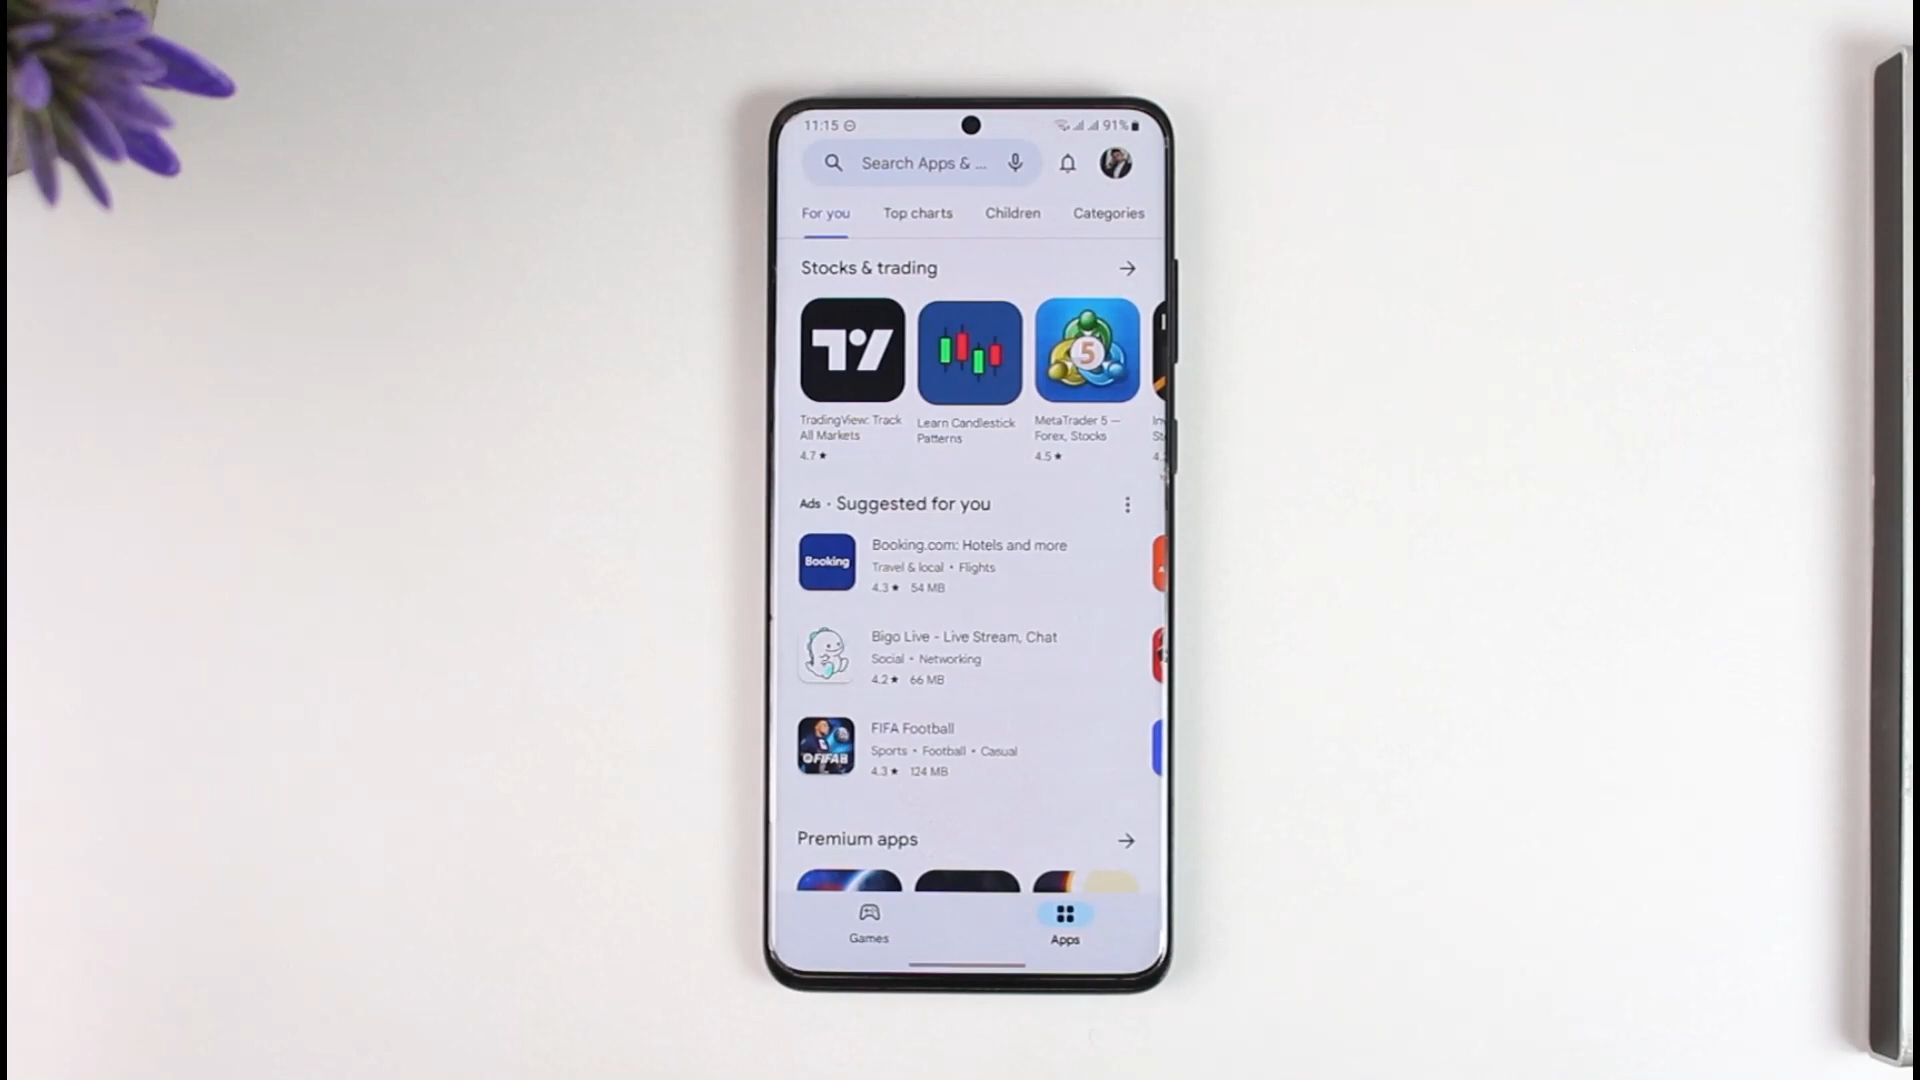 11:15
91%
Search Apps & ...
For you
Top charts
Children
Categories
Stocks & trading
TradingView: Track
All Markets
4.7 ★
Learn Candlestick
Patterns
5
MetaTrader 5 —
Forex, Stocks
4.5 ★
Ads · Suggested for you
Booking
Booking.com: Hotels and more
Travel & local • Flights
4.3 ★ 54 MB
Bigo Live - Live Stream, Chat
Social • Networking
4.2 ★ 66 MB
FIFA
FIFA Football
Sports • Football • Casual
4.3 ★ 124 MB
Premium apps
Games
Apps